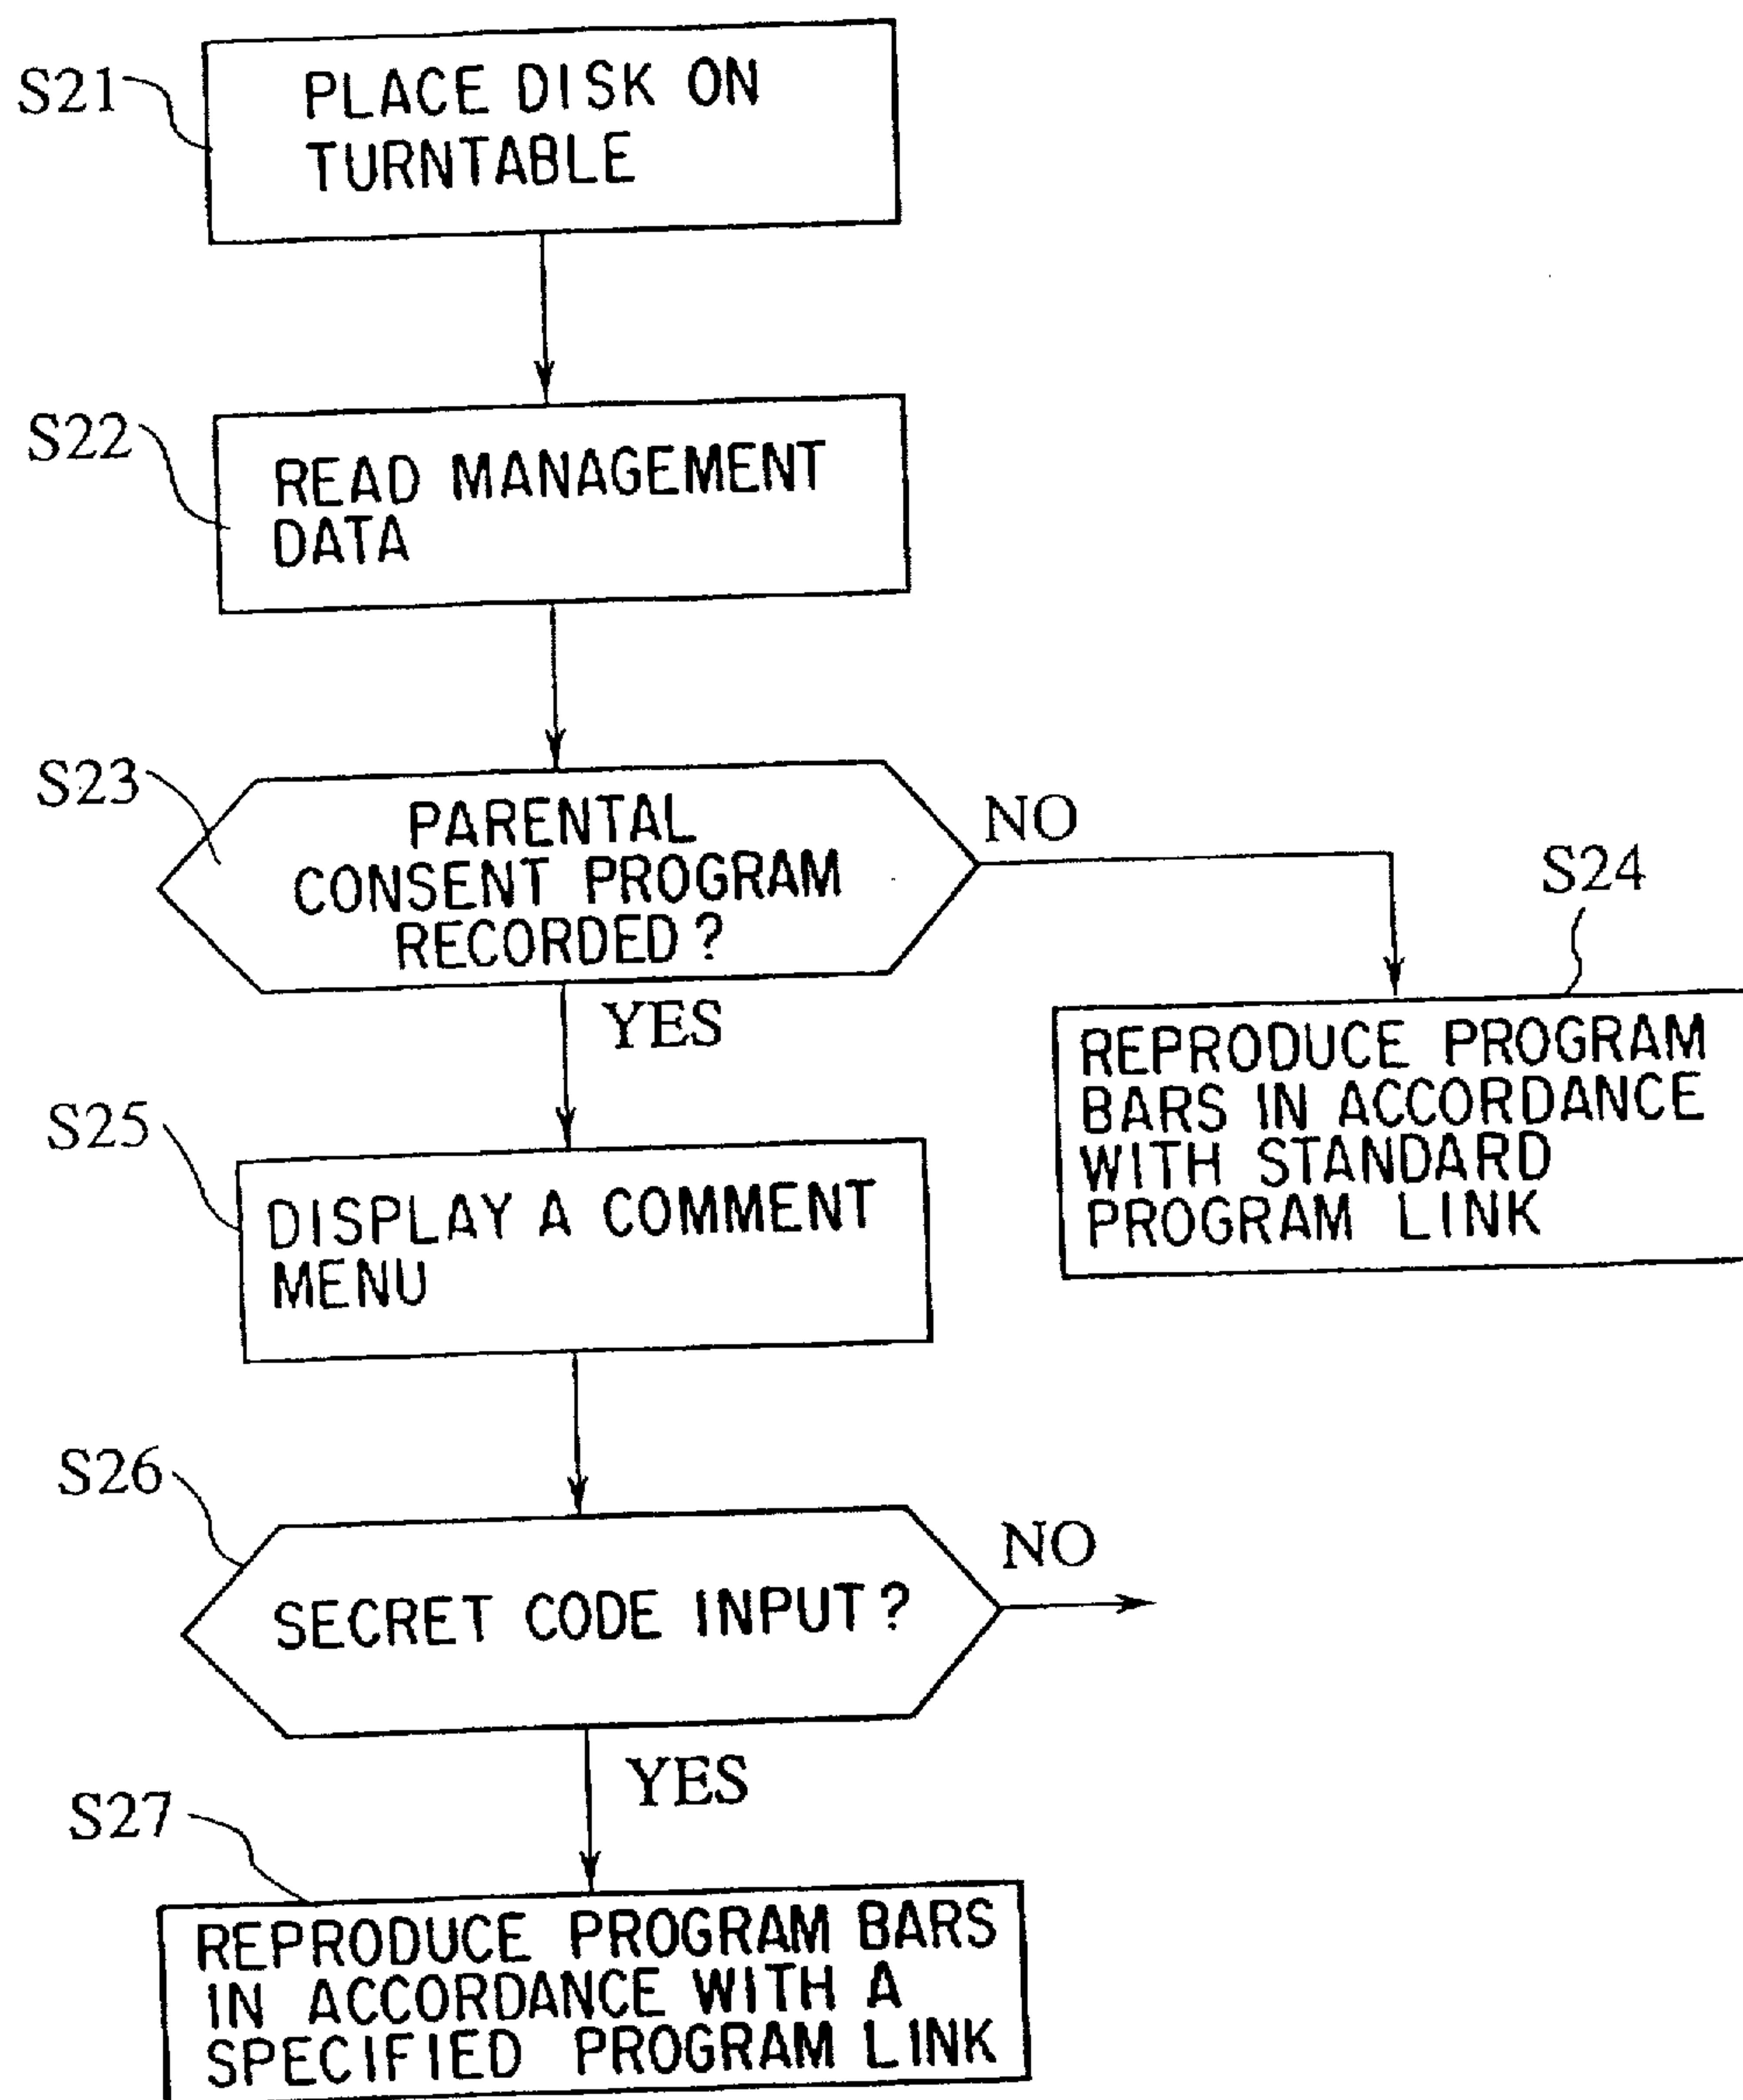 S21
PLACE DISK ON
TURNTABLE
S22
READ MANAGEMENT
DATA
S23
PARENTAL
CONSENT PROGRAM
RECORDED?
NO
YES
S24
REPRODUCE PROGRAM
BARS IN ACCORDANCE
WITH STANDARD
PROGRAM LINK
S25
DISPLAY A COMMENT
MENU
S26
SECRET CODE INPUT?
NO
YES
S27
REPRODUCE PROGRAM BARS
IN ACCORDANCE WITH A
SPECIFIED PROGRAM LINK